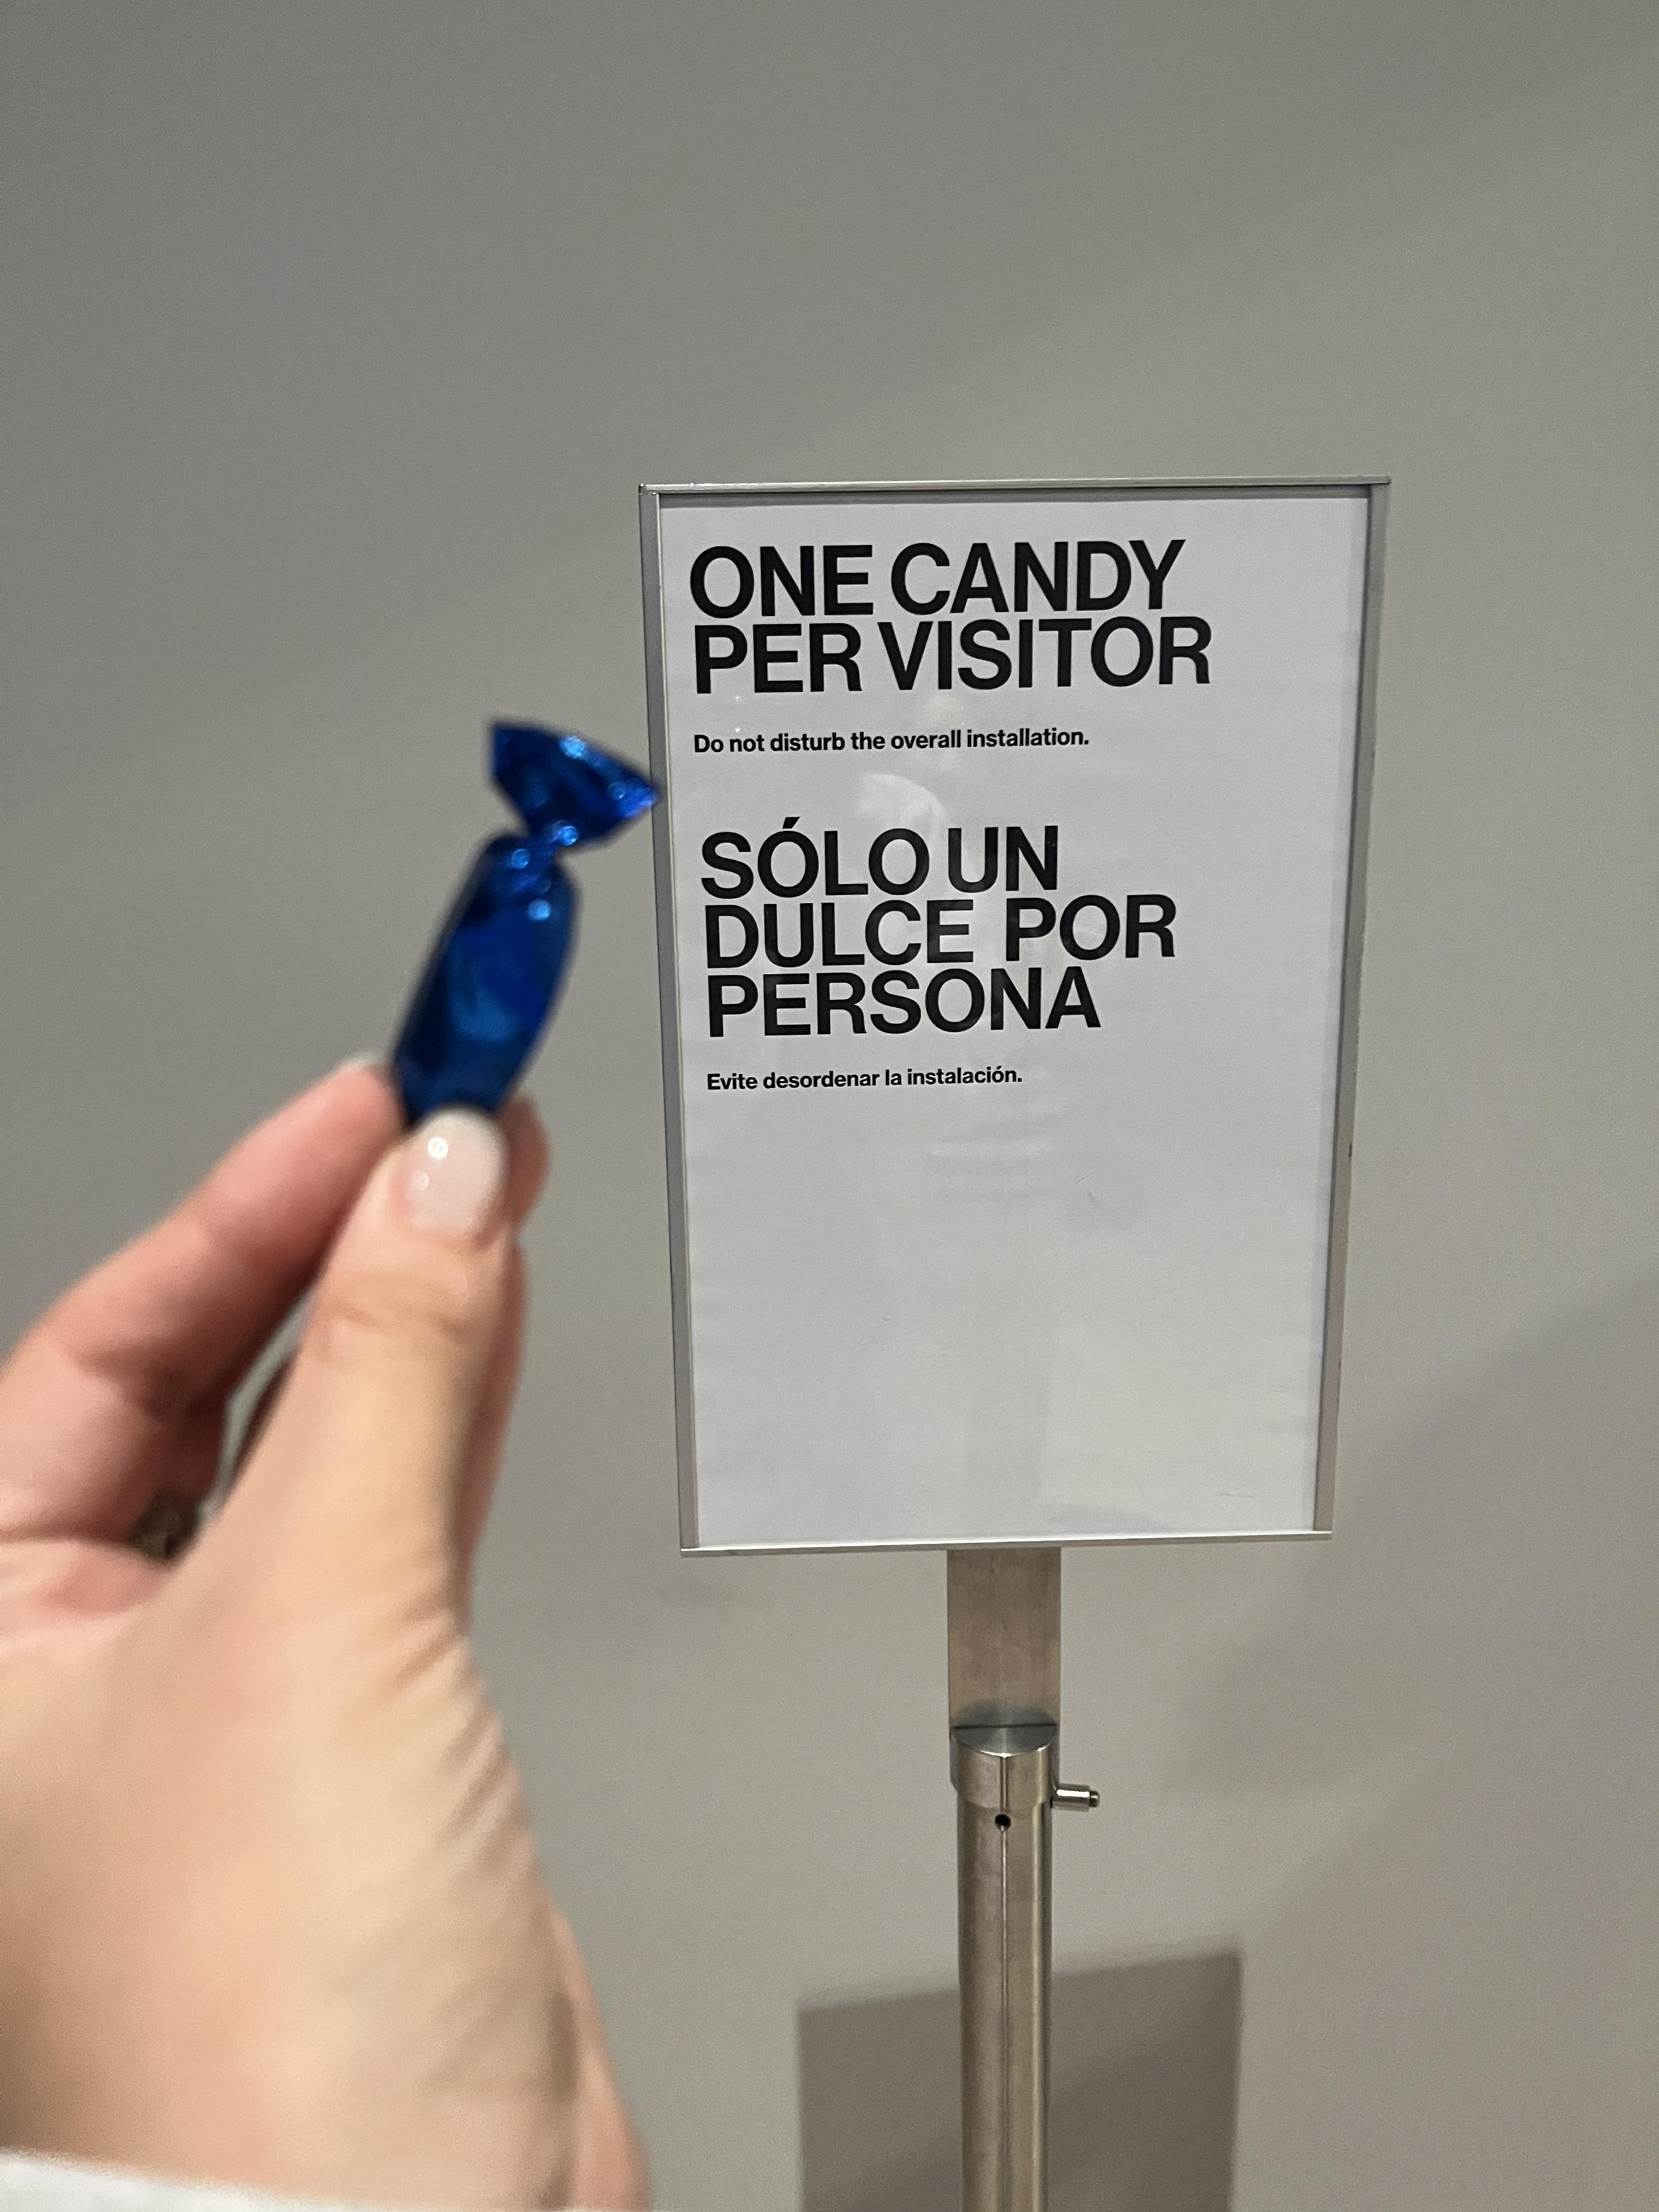 ONE CANDY
PER VISITOR
Do not disturb the overall installation.
SÓLO UN
DULCE POR
PERSONA
Evite desordenar la instalación.